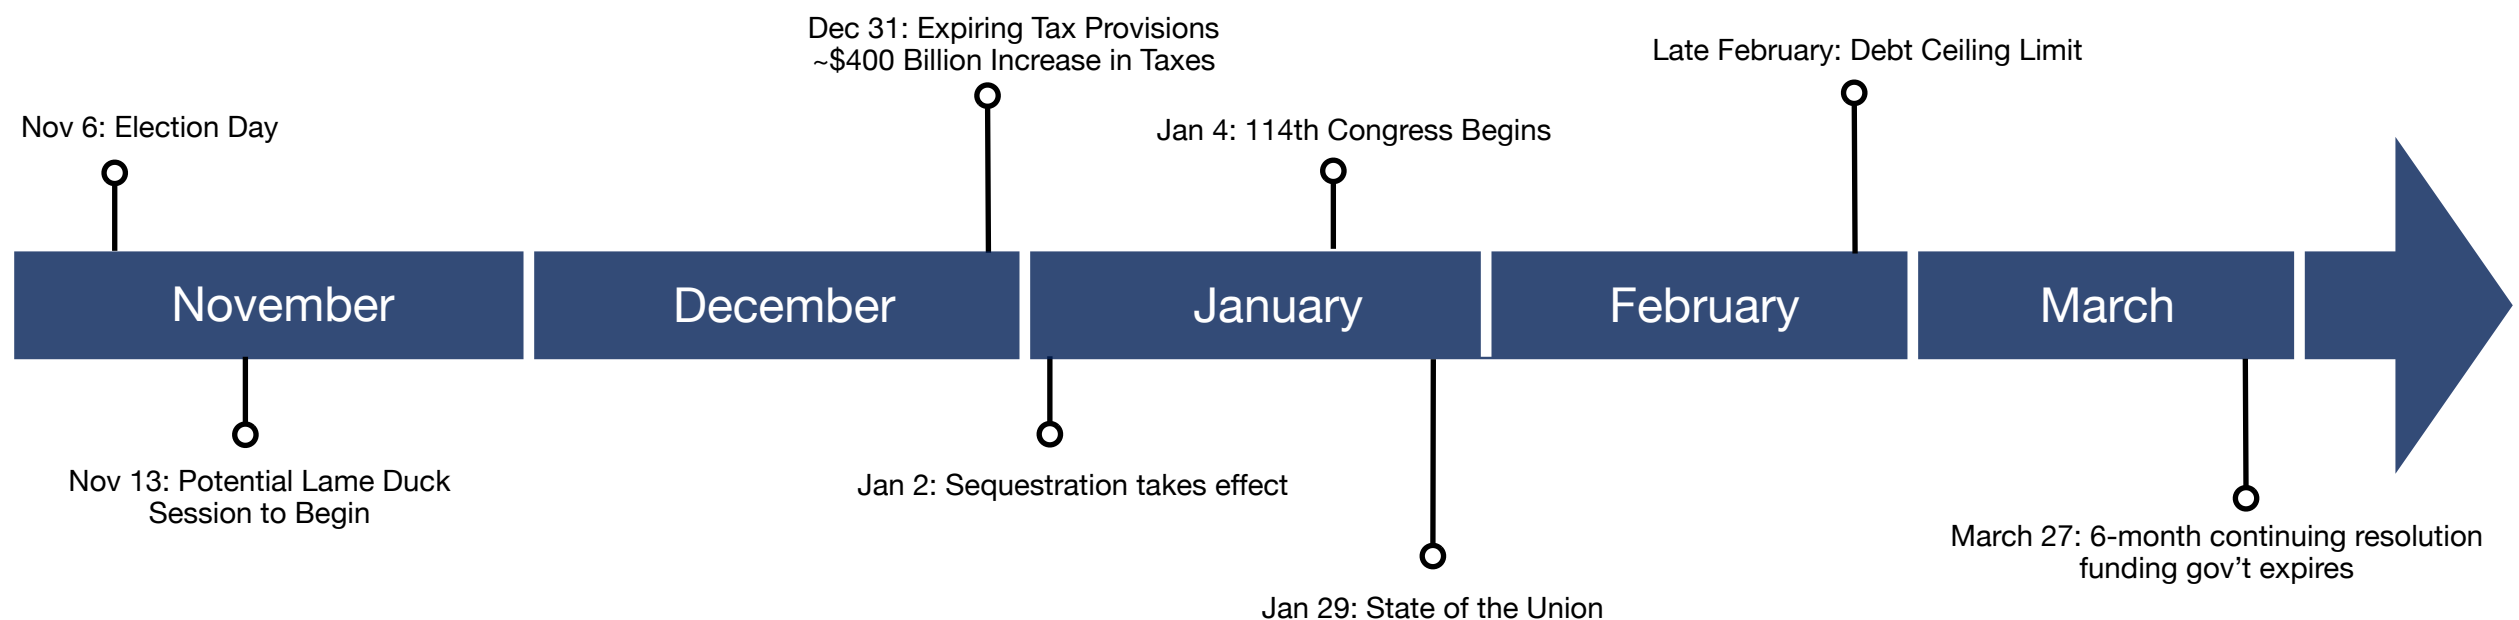 Dec 31: Expiring Tax Provisions
~$400 Billion Increase in Taxes
Late February: Debt Ceiling Limit
Nov 6: Election Day
Jan 4: 114th Congress Begins
November
December
January
February
March
Nov 13: Potential Lame Duck
Session to Begin
Jan 2: Sequestration takes effect
March 27: 6-month continuing resolution
funding gov’t expires
Jan 29: State of the Union